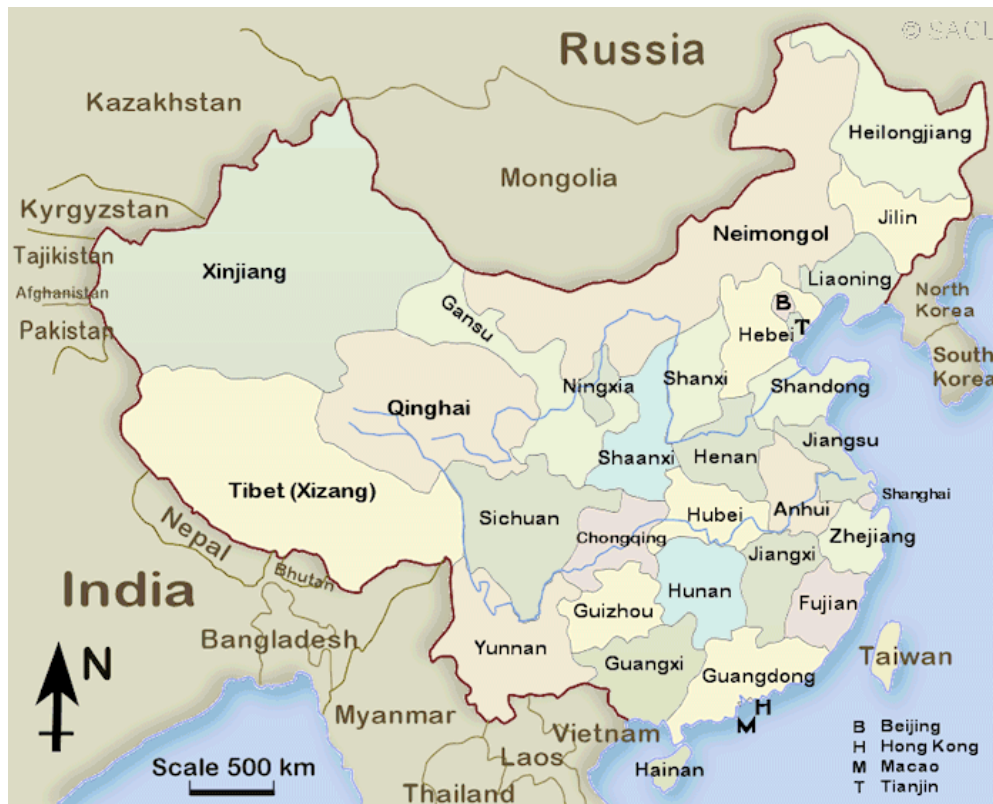 © SACU
Russia
Kazakhstan
Heilongjiang
Mongolia
Kyrgyzstan
Jilin
Neimongol
Tajikistan
Xinjiang
Liaoning
Afghanistan
North
Korea
Gansu
B
Pakistan
Hebei
T
South
Korea
Ningxia
Shanxi
Shandong
Qinghai
Jiangsu
Shaanxi
Henan
Tibet (Xizang)
Shanghai
Sichuan
Hubei
Anhui
Nepal
Chongqing
Zhejiang
Jiangxi
Bhutan
India
Hunan
Guizhou
Fujian
Bangladesh
Yunnan
Guangxi
Taiwan
N
Guangdong
H
Myanmar
M
Vietnam
B Beijing
Laos
H Hong Kong
Scale 500 km
Hainan
M Macao
T Tianjin
Thailand